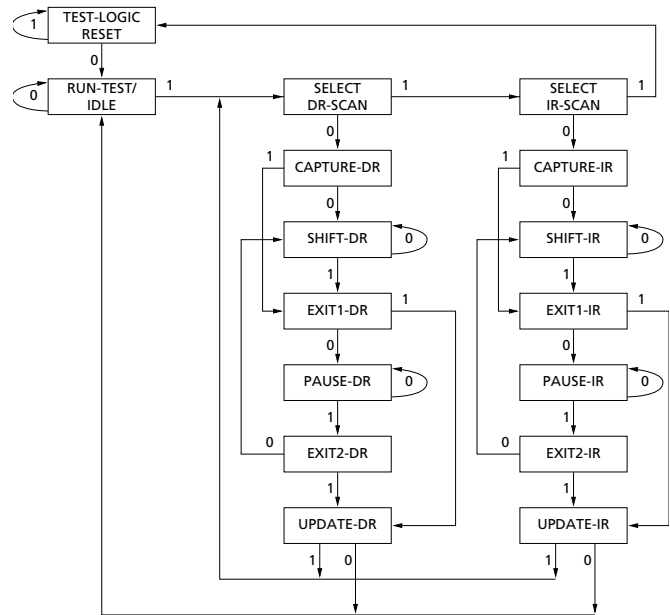 TEST-LOGIC
RESET
1
0
RUN-TEST/
IDLE
0
1
SELECT
DR-SCAN
1
SELECT
IR-SCAN
1
0
0
1
CAPTURE-DR
1
CAPTURE-IR
0
0
SHIFT-DR
0
SHIFT-IR
0
1
1
EXIT1-DR
1
EXIT1-IR
1
0
0
PAUSE-DR
0
PAUSE-IR
0
1
1
0
EXIT2-DR
0
EXIT2-IR
1
1
UPDATE-DR
UPDATE-IR
1
0
1
0